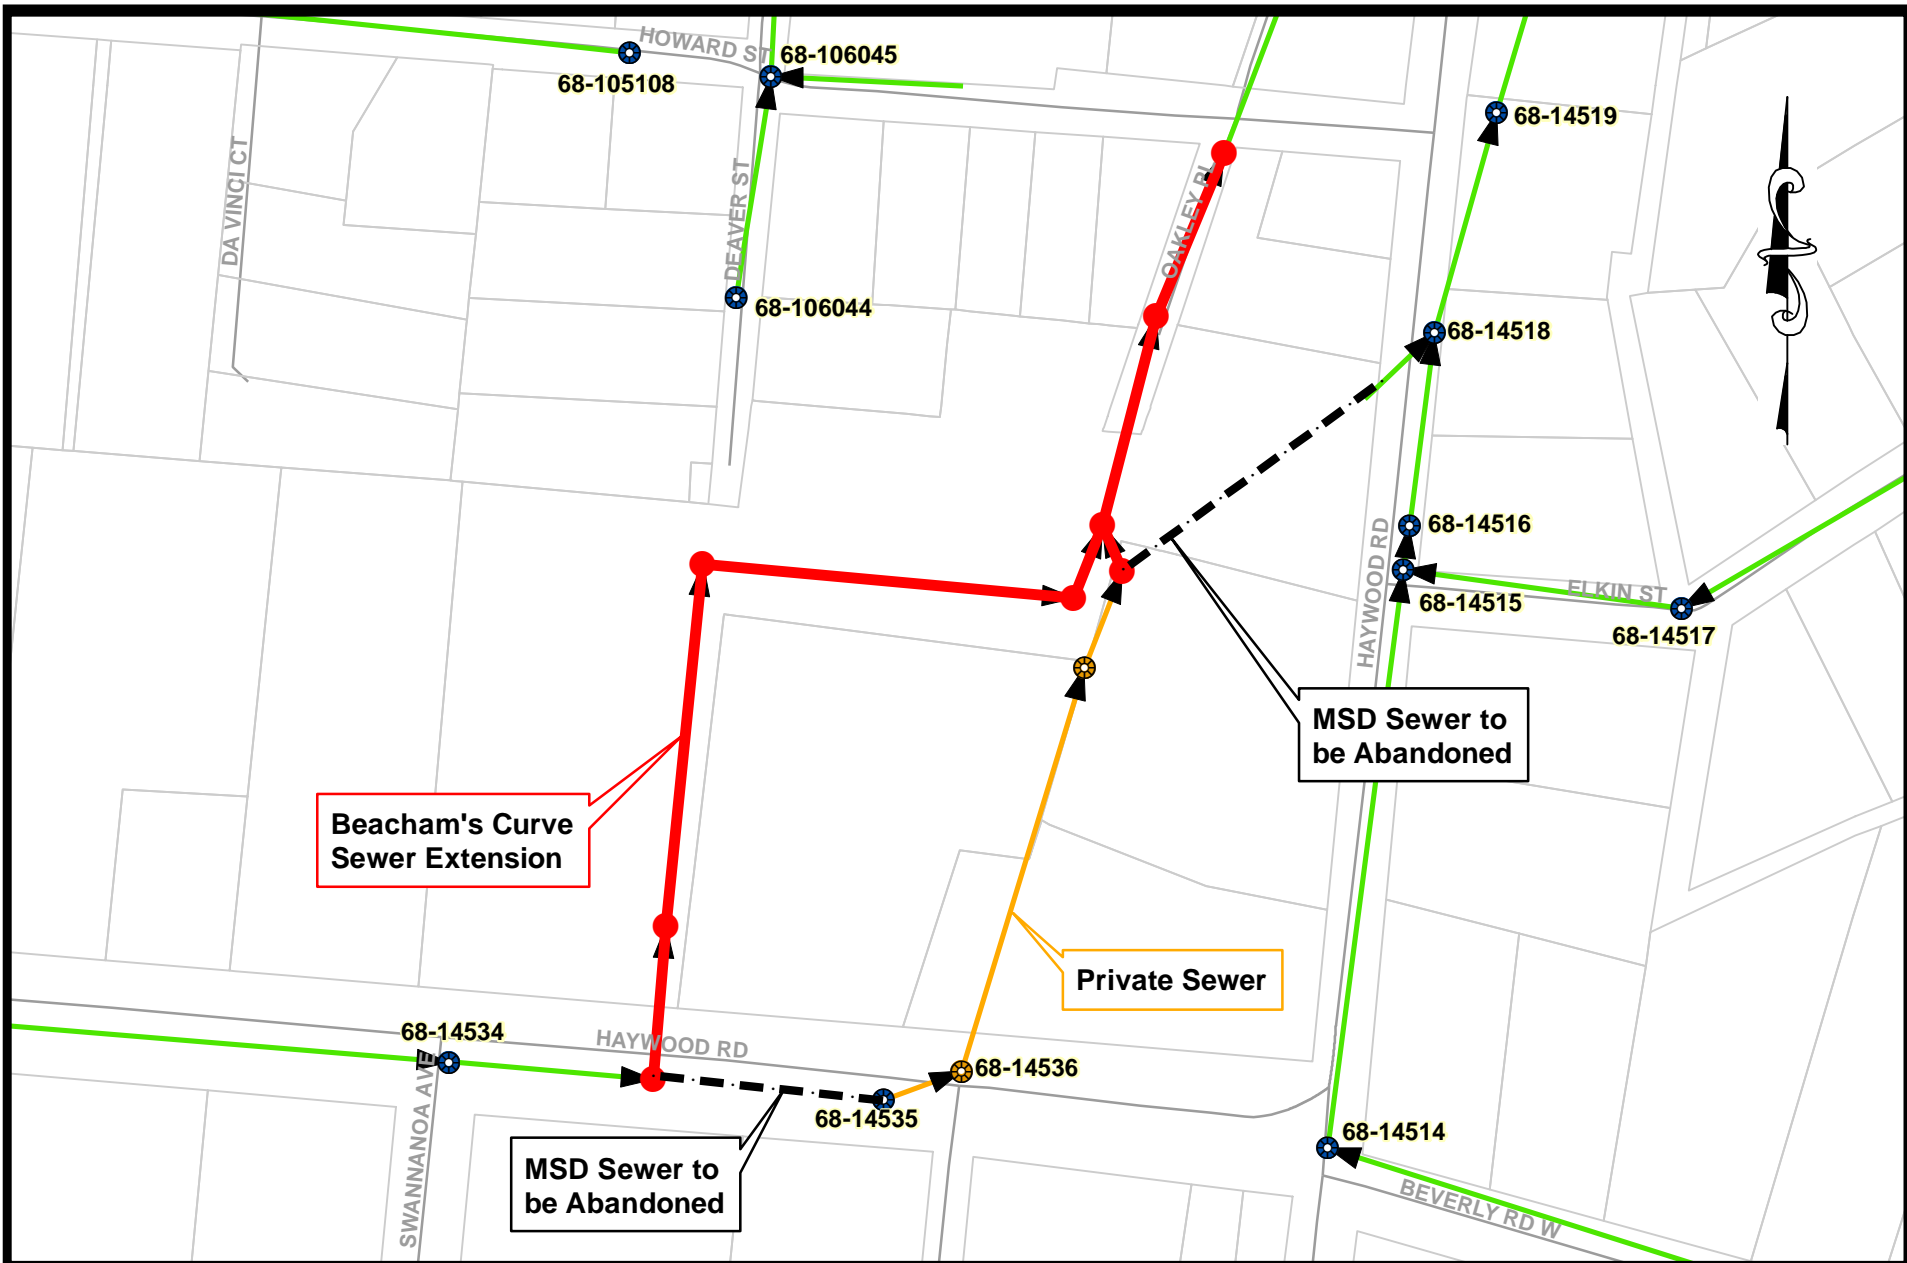 HOWARD ST
68-106045
68-105108
68-14519
DA VINCI CT
DEAVER ST
OAKLEY PL
68-106044
68-14518
HAYWOOD RD
68-14516
ELKIN ST
68-14515
68-14517
MSD Sewer to
be Abandoned
Beacham's Curve
Sewer Extension
Private Sewer
68-14534
HAYWOOD RD
68-14536
68-14535
SWANNANOA AVE
68-14514
MSD Sewer to
be Abandoned
BEVERLY RD W